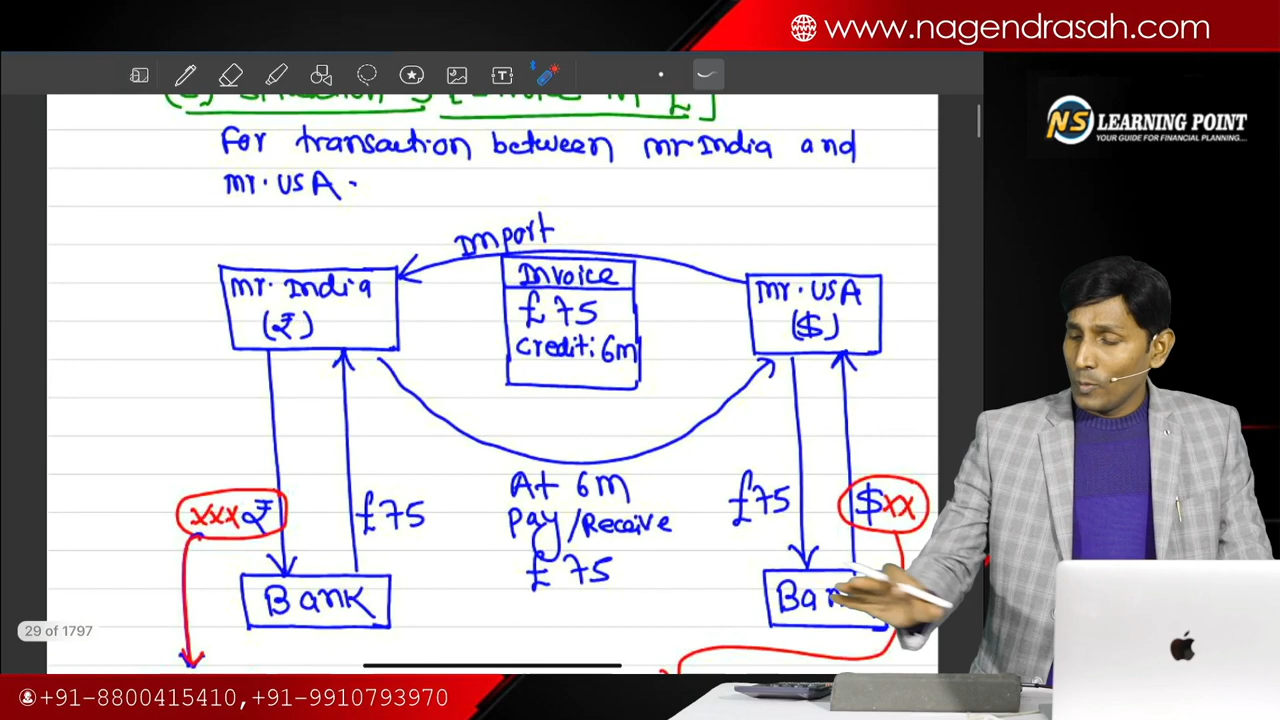 www.nagendrasah.com
NS LEARNING POINT
YOUR GUIDE FOR FINANCIAL PLANNING...
For transaction between mr India and
mr. USA.
Import
Invoice
£75
credit: 6m
mr. India
(₹)
mr. USA
($)
At 6m
Pay/Receive
£75
xxx ₹
£75
£75
$xx
Bank
29 of 1797
+91-8800415410,+91-9910793970